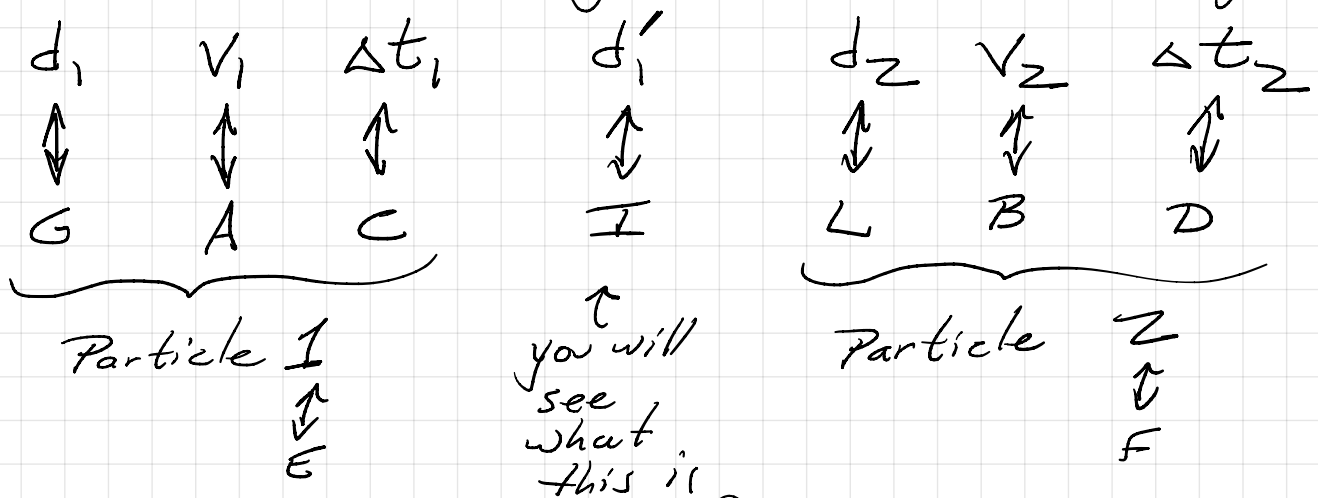 d₁ V₁ Δt₁ d₁′ d₂ V₂ Δt₂
↕ ↕ ↕ ↕ ↕ ↕ ↕
G A C I L B D
Particle 1
↕
E
↑
you will
see
what
this is
Particle 2
↕
F